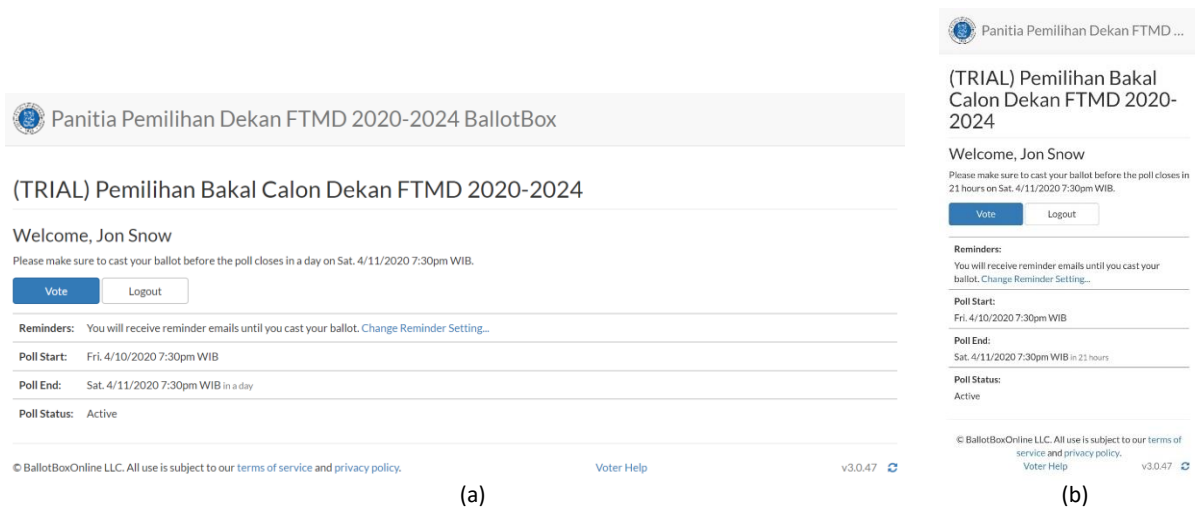 Panitia Pemilihan Dekan FTMD 2020-2024 BallotBox
(TRIAL) Pemilihan Bakal Calon Dekan FTMD 2020-2024
Welcome, Jon Snow
Please make sure to cast your ballot before the poll closes in a day on Sat. 4/11/2020 7:30pm WIB.
Vote Logout
Reminders: You will receive reminder emails until you cast your ballot. Change Reminder Setting...
Poll Start: Fri. 4/10/2020 7:30pm WIB
Poll End: Sat. 4/11/2020 7:30pm WIB in a day
Poll Status: Active
© BallotBoxOnline LLC. All use is subject to our terms of service and privacy policy. Voter Help v3.0.47
(a)
Panitia Pemilihan Dekan FTMD ...
(TRIAL) Pemilihan Bakal
Calon Dekan FTMD 2020-
2024
Welcome, Jon Snow
Please make sure to cast your ballot before the poll closes in
21 hours on Sat. 4/11/2020 7:30pm WIB.
Vote Logout
Reminders:
You will receive reminder emails until you cast your
ballot. Change Reminder Setting...
Poll Start:
Fri. 4/10/2020 7:30pm WIB
Poll End:
Sat. 4/11/2020 7:30pm WIB in 21 hours
Poll Status:
Active
© BallotBoxOnline LLC. All use is subject to our terms of
service and privacy policy.
Voter Help v3.0.47
(b)